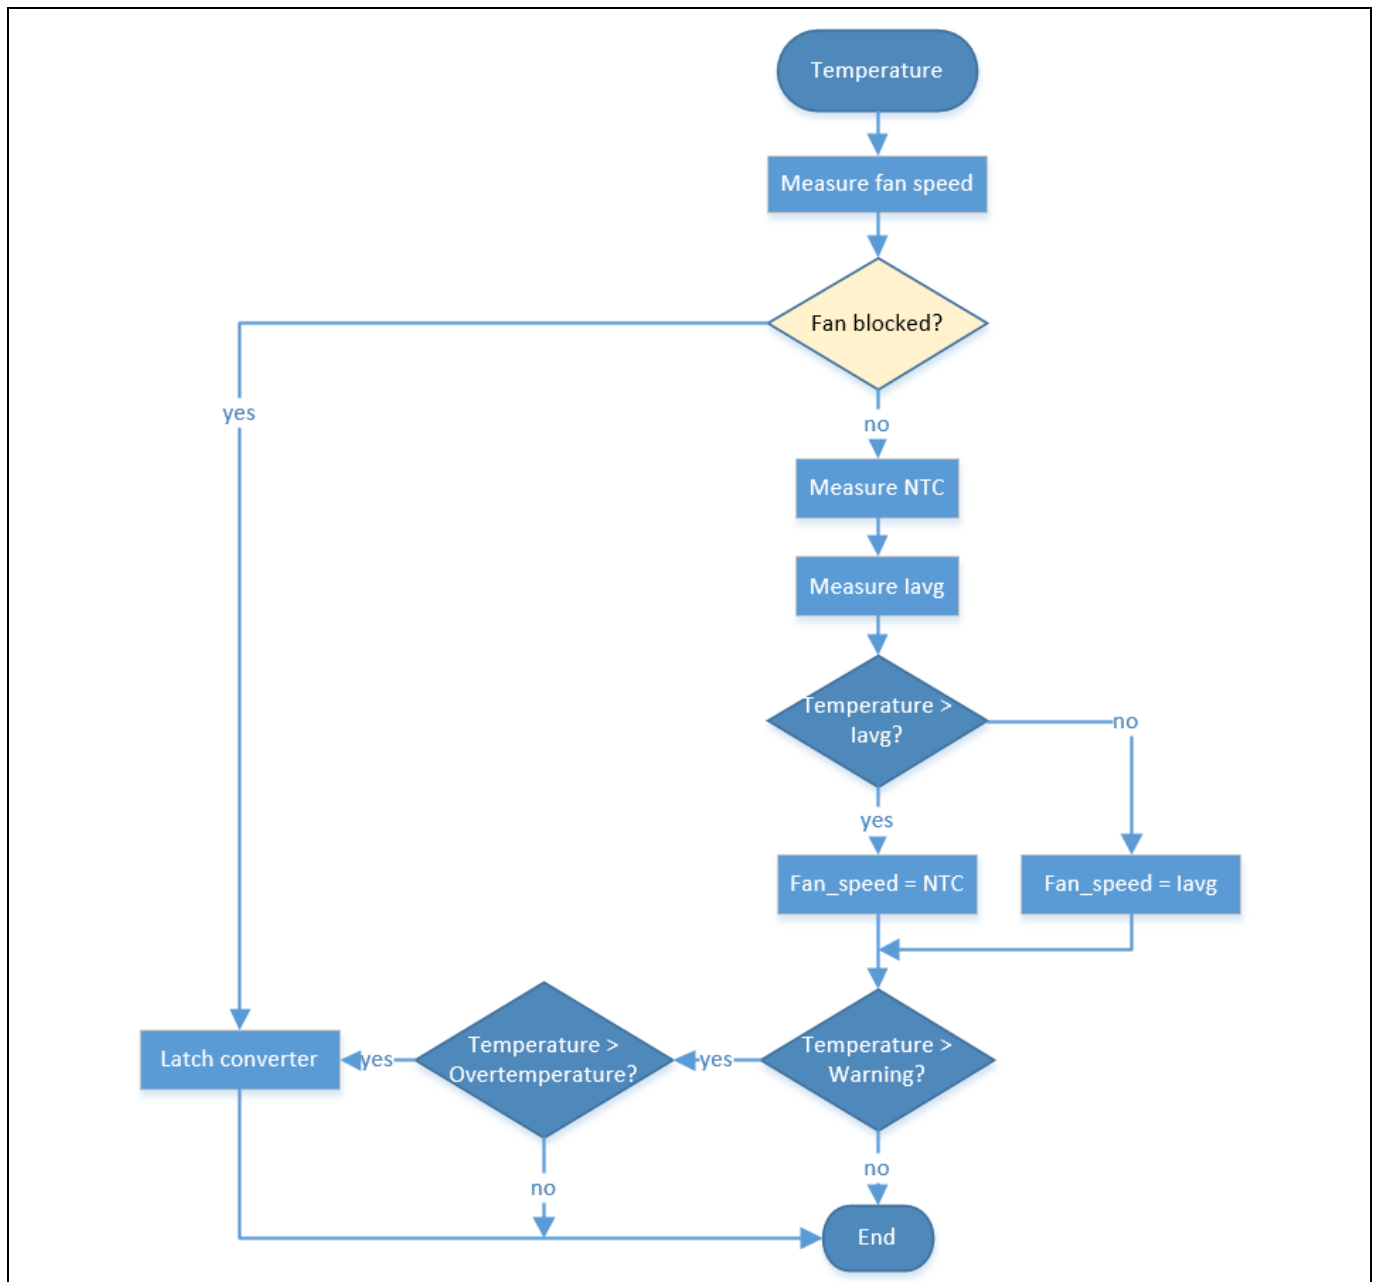 Temperature
Measure fan speed
Fan blocked?
yes
no
Measure NTC
Measure Iavg
Temperature >
Iavg?
no
yes
Fan_speed = NTC
Fan_speed = Iavg
Latch converter
yes
Temperature >
Overtemperature?
yes
Temperature >
Warning?
no
no
End